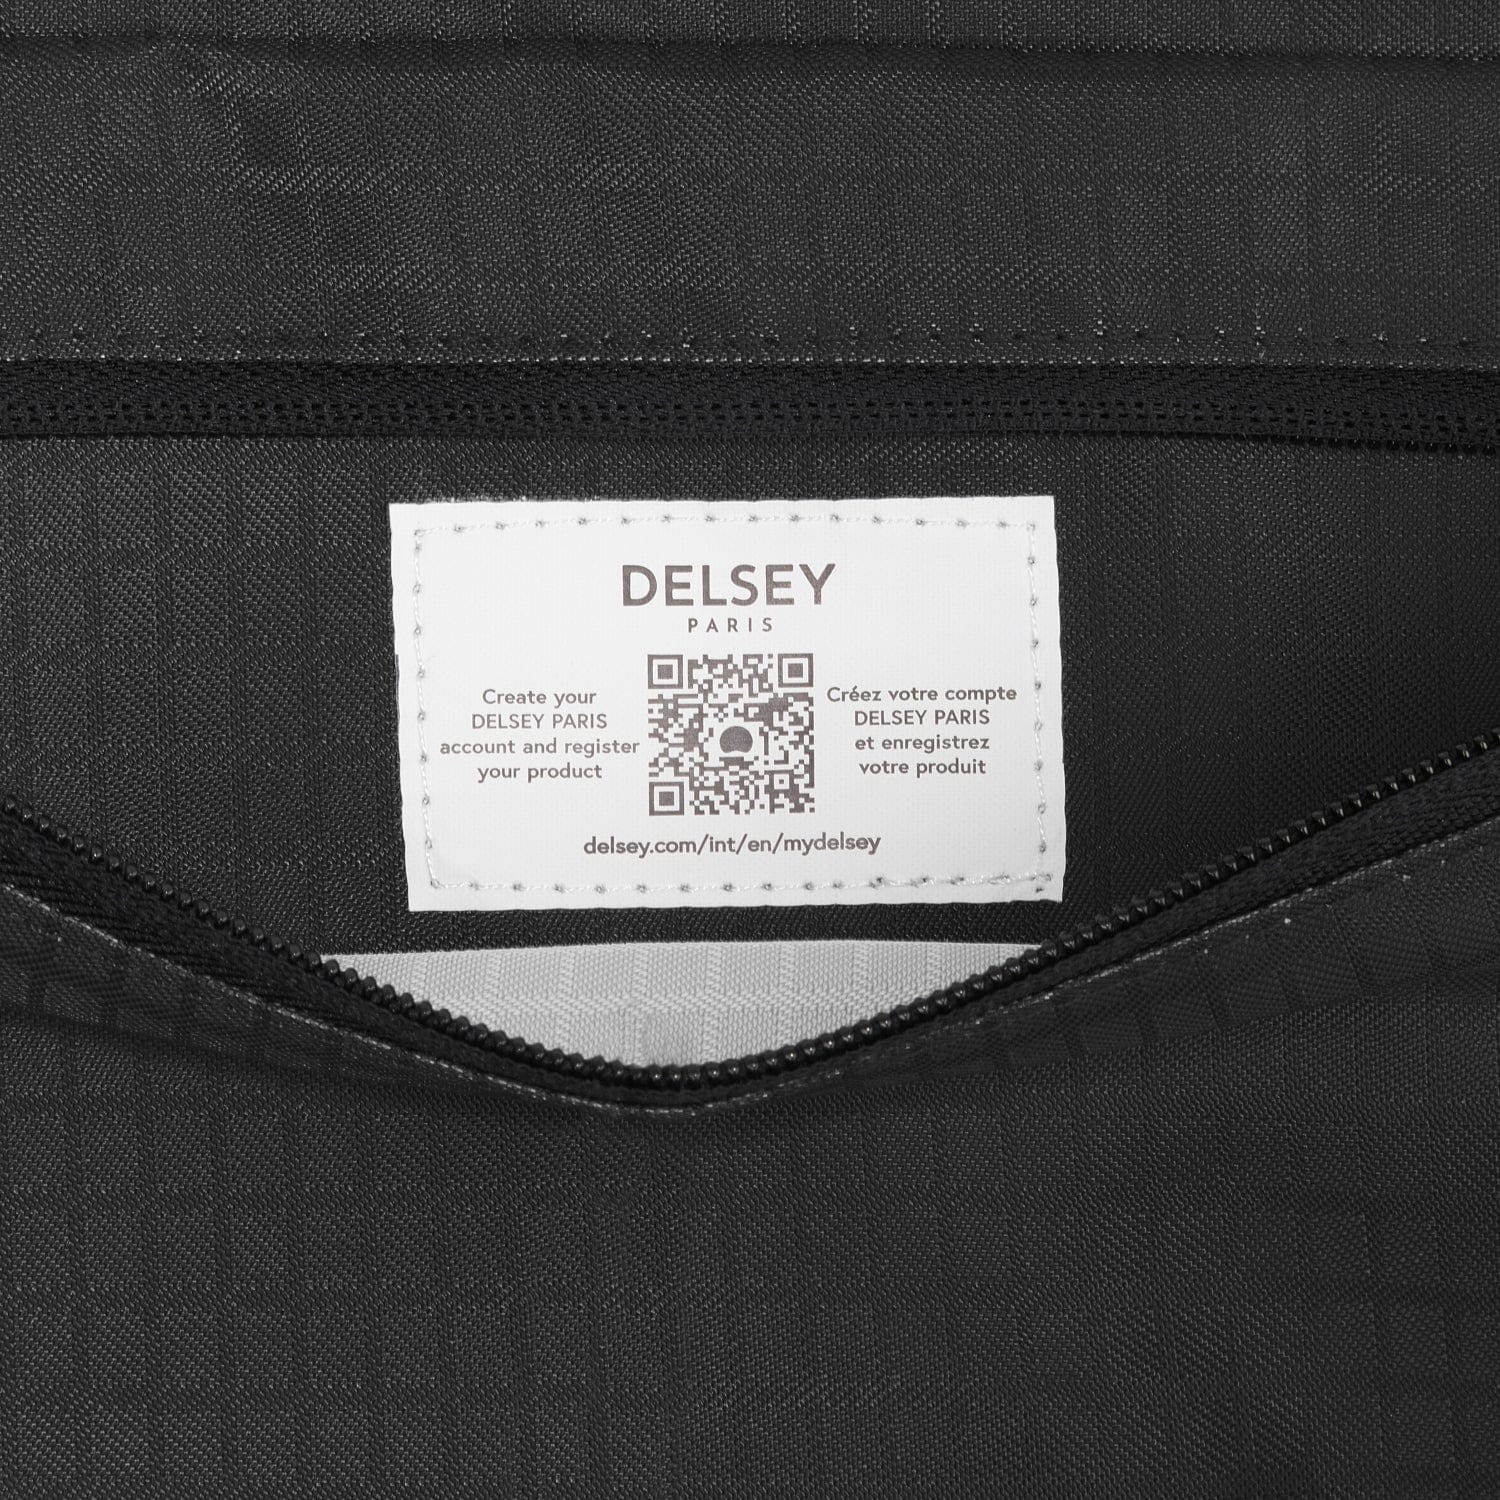 DELSEY
PARIS
Create your
DELSEY PARIS
account and register
your product
Créez votre compte
DELSEY PARIS
et enregistrez
votre produit
delsey.com/int/en/mydelsey